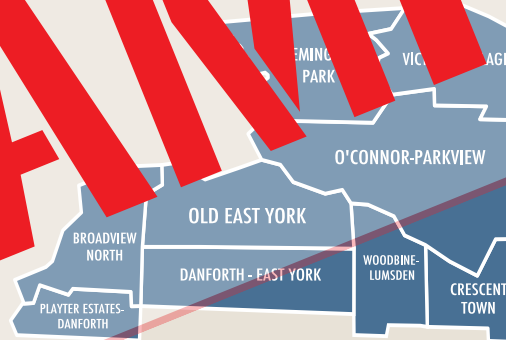 PARK
O'CONNOR-PARKVIEW
OLD EAST YORK
BROADVIEW
NORTH
DANFORTH - EAST YORK
WOODBINE-
LUMSDEN
CRESCENT
TOWN
PLAYTER ESTATES-
DANFORTH